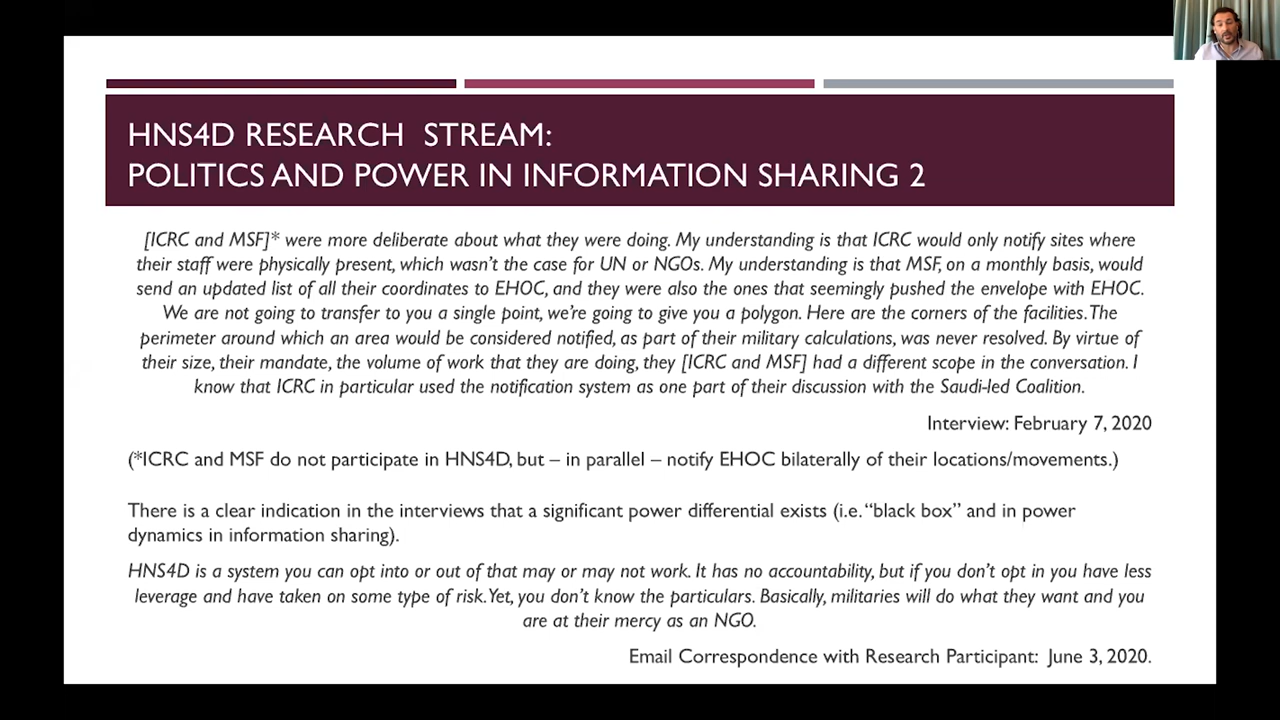 HNS4D RESEARCH STREAM:
POLITICS AND POWER IN INFORMATION SHARING 2
[ICRC and MSF]* were more deliberate about what they were doing. My understanding is that ICRC would only notify sites where
their staff were physically present, which wasn't the case for UN or NGOs. My understanding is that MSF, on a monthly basis, would
send an updated list of all their coordinates to EHOC, and they were also the ones that seemingly pushed the envelope with EHOC.
We are not going to transfer to you a single point, we're going to give you a polygon. Here are the corners of the facilities. The
perimeter around which an area would be considered notified, as part of their military calculations, was never resolved. By virtue of
their size, their mandate, the volume of work that they are doing, they [ICRC and MSF] had a different scope in the conversation. I
know that ICRC in particular used the notification system as one part of their discussion with the Saudi-led Coalition.
Interview: February 7, 2020
(*ICRC and MSF do not participate in HNS4D, but – in parallel – notify EHOC bilaterally of their locations/movements.)
There is a clear indication in the interviews that a significant power differential exists (i.e. “black box” and in power
dynamics in information sharing).
HNS4D is a system you can opt into or out of that may or may not work. It has no accountability, but if you don't opt in you have less
leverage and have taken on some type of risk. Yet, you don't know the particulars. Basically, militaries will do what they want and you
are at their mercy as an NGO.
Email Correspondence with Research Participant: June 3, 2020.